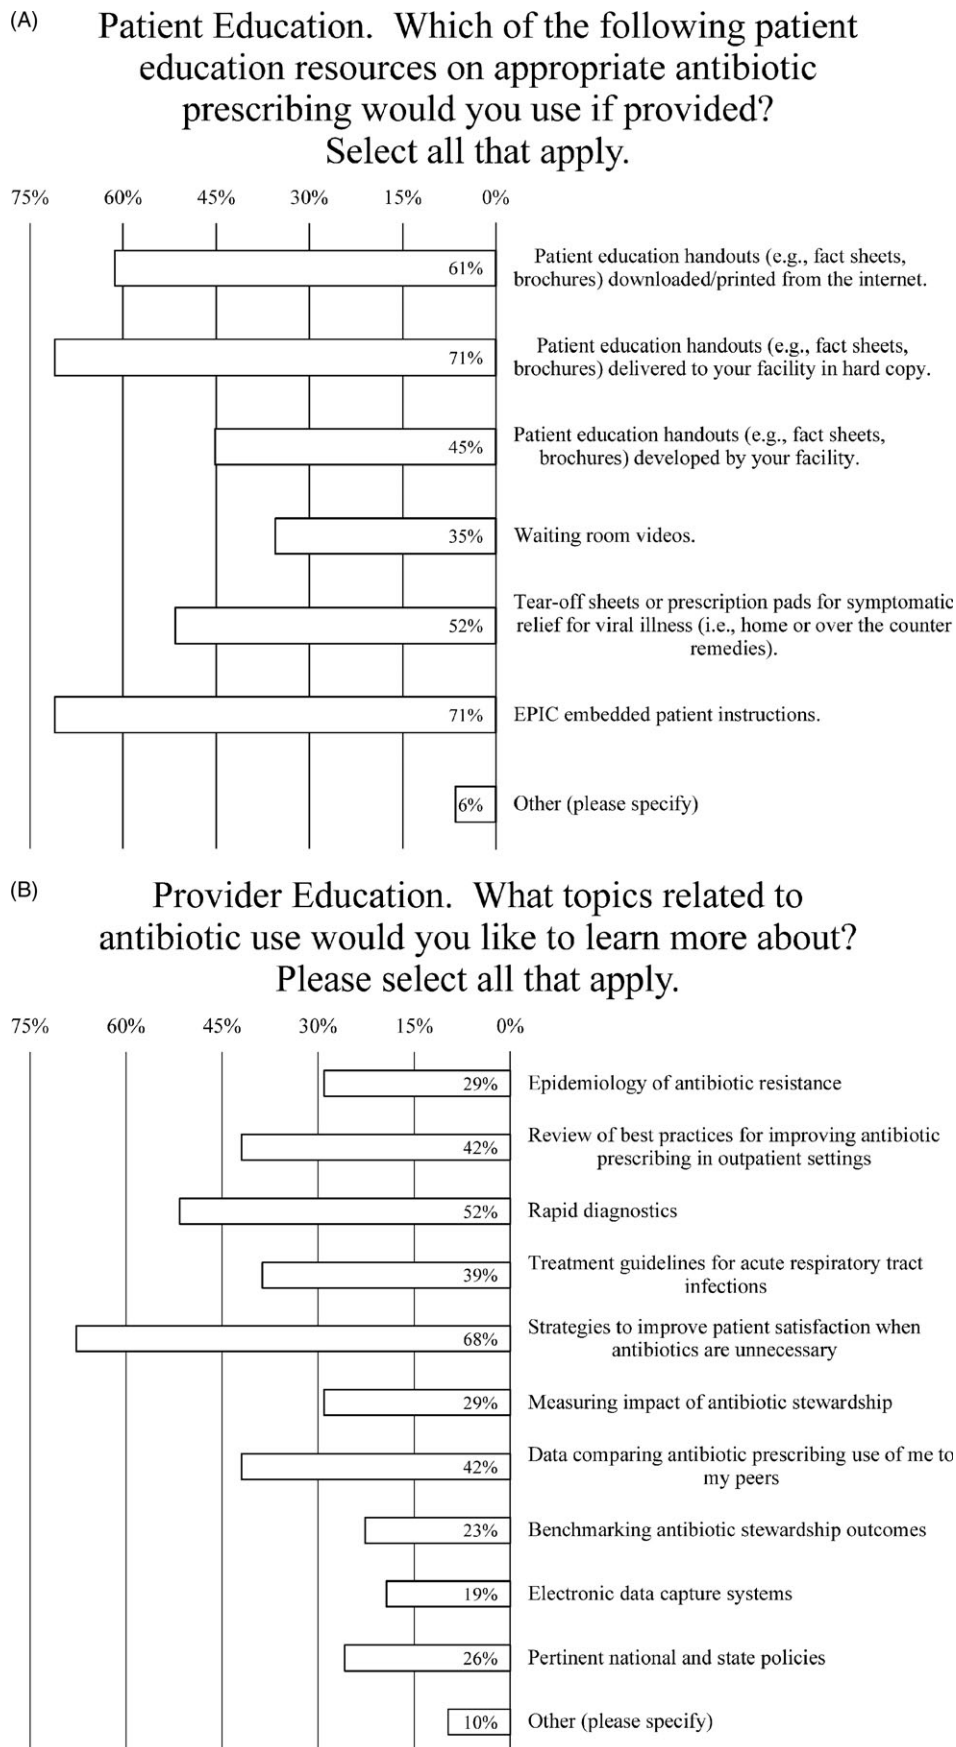 (A)
Patient Education. Which of the following patient
education resources on appropriate antibiotic
prescribing would you use if provided?
Select all that apply.
75% 60% 45% 30% 15% 0%
61%
Patient education handouts (e.g., fact sheets,
brochures) downloaded/printed from the internet.
71%
Patient education handouts (e.g., fact sheets,
brochures) delivered to your facility in hard copy.
45%
Patient education handouts (e.g., fact sheets,
brochures) developed by your facility.
35% Waiting room videos.
52%
Tear-off sheets or prescription pads for symptomatic
relief for viral illness (i.e., home or over the counter
remedies).
71% EPIC embedded patient instructions.
6% Other (please specify)
(B)
Provider Education. What topics related to
antibiotic use would you like to learn more about?
Please select all that apply.
75% 60% 45% 30% 15% 0%
29% Epidemiology of antibiotic resistance
42%
Review of best practices for improving antibiotic
prescribing in outpatient settings
52% Rapid diagnostics
39%
Treatment guidelines for acute respiratory tract
infections
68%
Strategies to improve patient satisfaction when
antibiotics are unnecessary
29% Measuring impact of antibiotic stewardship
42%
Data comparing antibiotic prescribing use of me to
my peers
23% Benchmarking antibiotic stewardship outcomes
19% Electronic data capture systems
26% Pertinent national and state policies
10% Other (please specify)